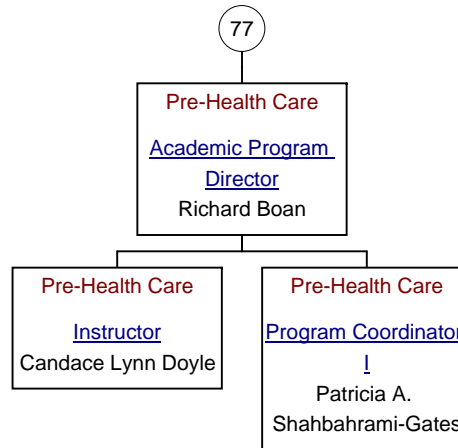 77
Pre-Health Care
Academic Program
Director
Richard Boan
Pre-Health Care
Instructor
Candace Lynn Doyle
Pre-Health Care
Program Coordinator
I
Patricia A.
Shahbahrami-Gates